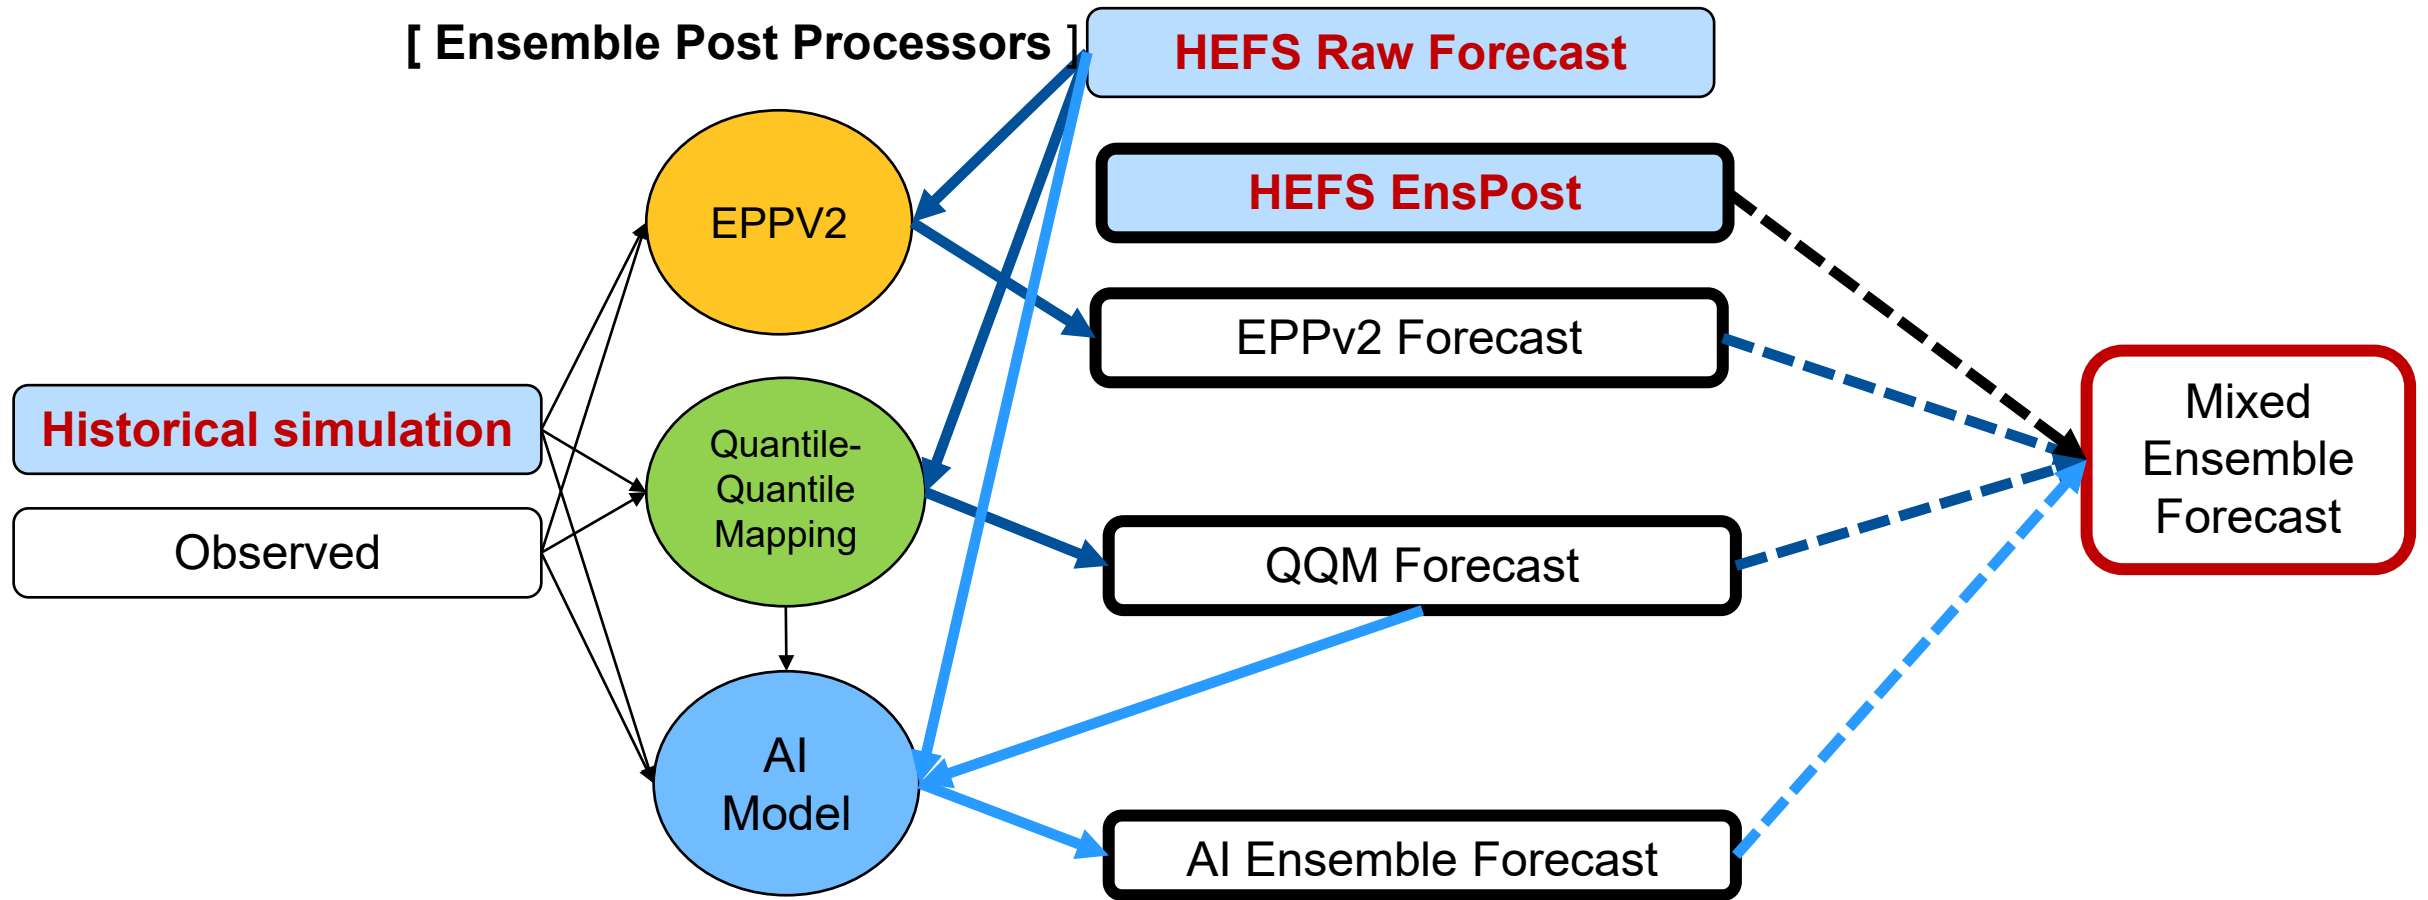 [ Ensemble Post Processors ]
HEFS Raw Forecast
HEFS EnsPost
EPPV2
EPPv2 Forecast
Historical simulation
Observed
Quantile-
Quantile
Mapping
QQM Forecast
Mixed
Ensemble
Forecast
AI
Model
AI Ensemble Forecast